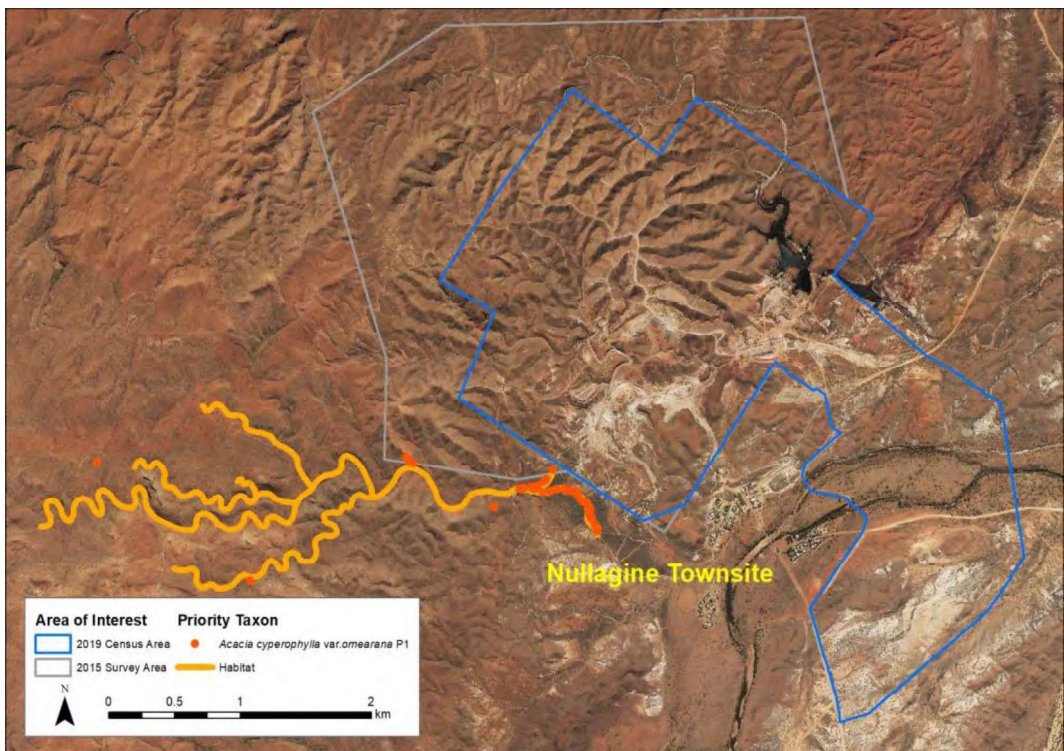 Nullagine Townsite
Area of Interest
2019 Census Area
2015 Survey Area
Priority Taxon
Acacia cyperophylla var.omearana P1
Habitat
N
0 0.5 1 2
km